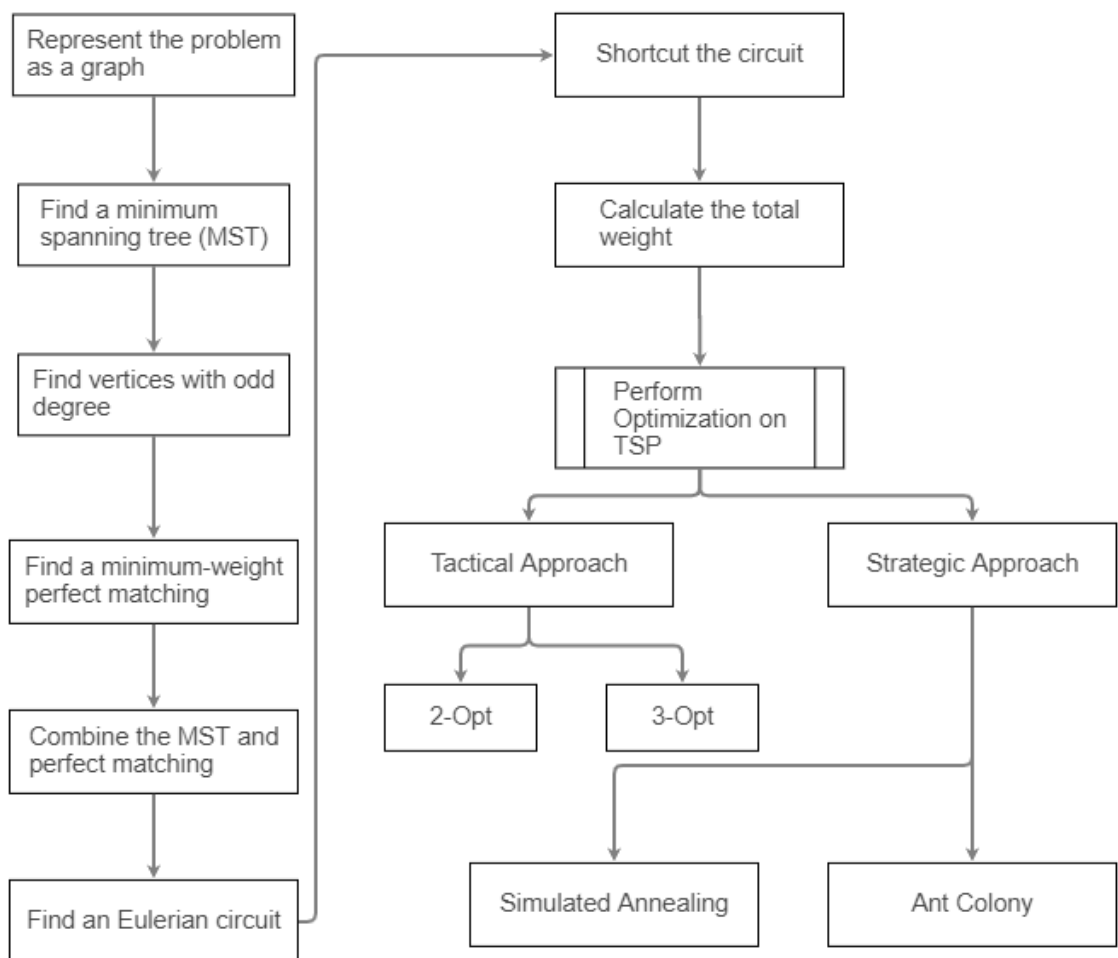 Represent the problem
as a graph
Find a minimum
spanning tree (MST)
Find vertices with odd
degree
Find a minimum-weight
perfect matching
Combine the MST and
perfect matching
Find an Eulerian circuit
Shortcut the circuit
Calculate the total
weight
Perform
Optimization on
TSP
Tactical Approach
Strategic Approach
2-Opt
3-Opt
Simulated Annealing
Ant Colony